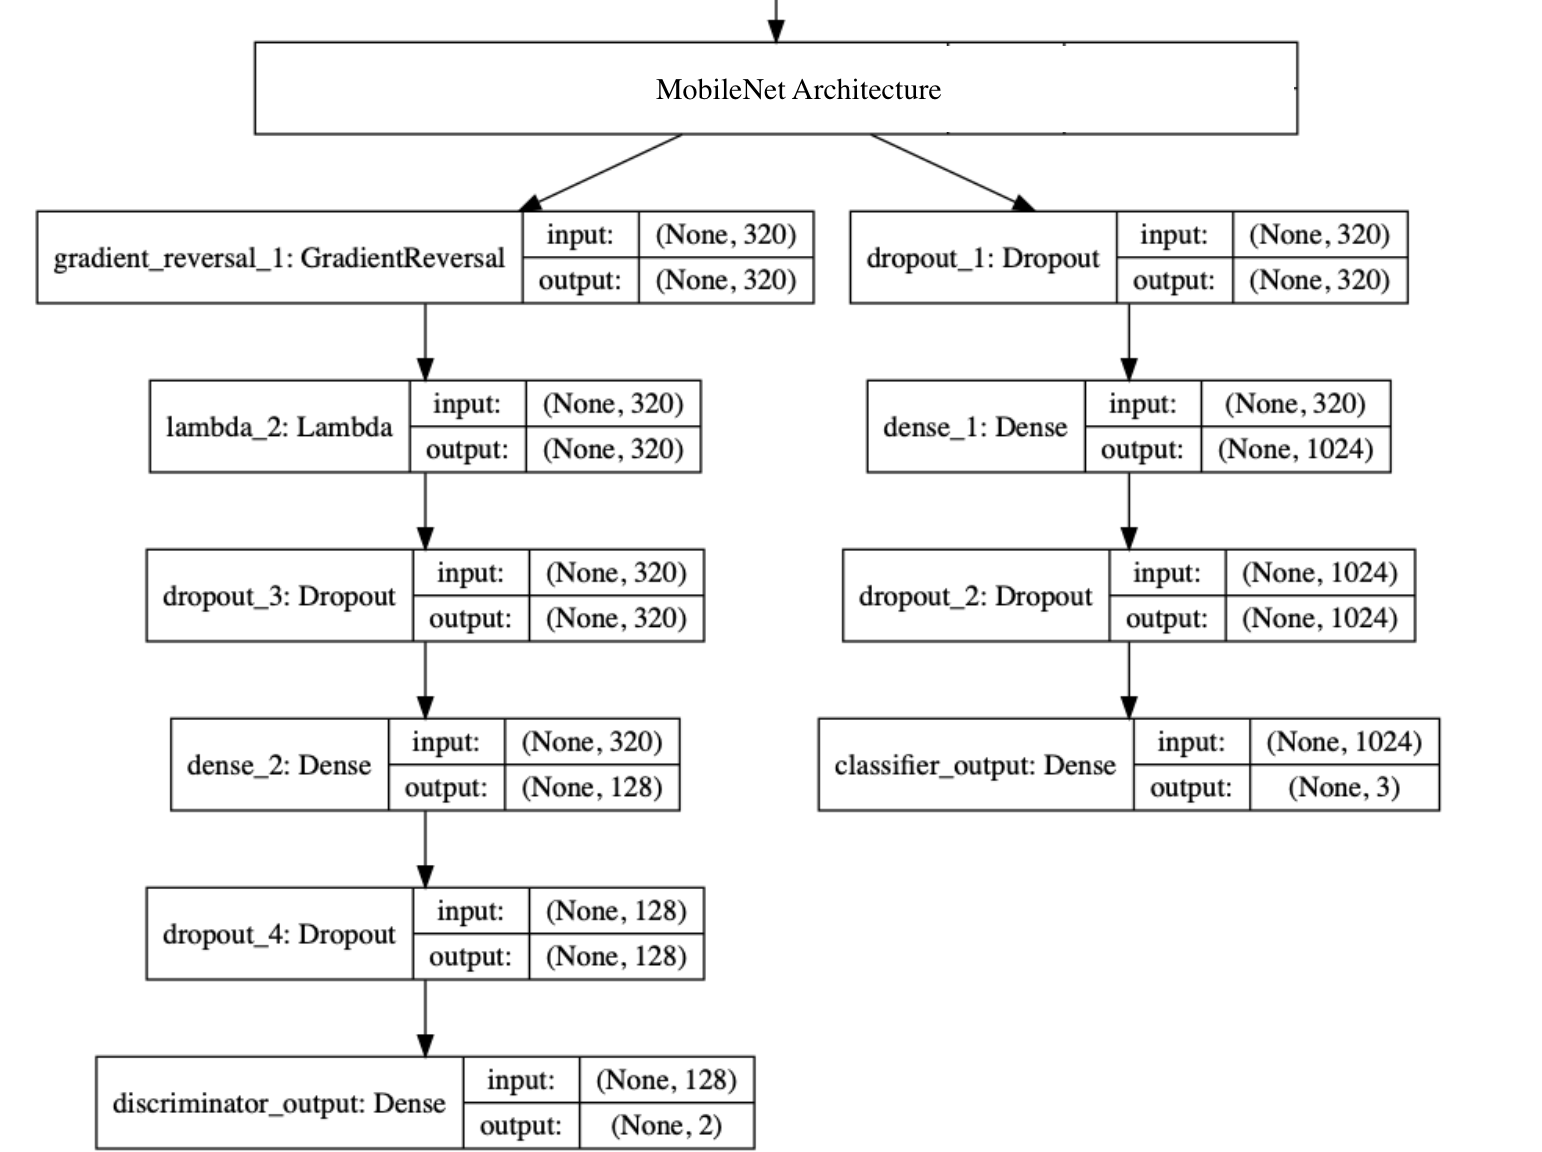 MobileNet Architecture
gradient_reversal_1: GradientReversal
input: (None, 320)
output: (None, 320)
dropout_1: Dropout
input: (None, 320)
output: (None, 320)
lambda_2: Lambda
input: (None, 320)
output: (None, 320)
dense_1: Dense
input: (None, 320)
output: (None, 1024)
dropout_3: Dropout
input: (None, 320)
output: (None, 320)
dropout_2: Dropout
input: (None, 1024)
output: (None, 1024)
dense_2: Dense
input: (None, 320)
output: (None, 128)
classifier_output: Dense
input: (None, 1024)
output: (None, 3)
dropout_4: Dropout
input: (None, 128)
output: (None, 128)
discriminator_output: Dense
input: (None, 128)
output: (None, 2)